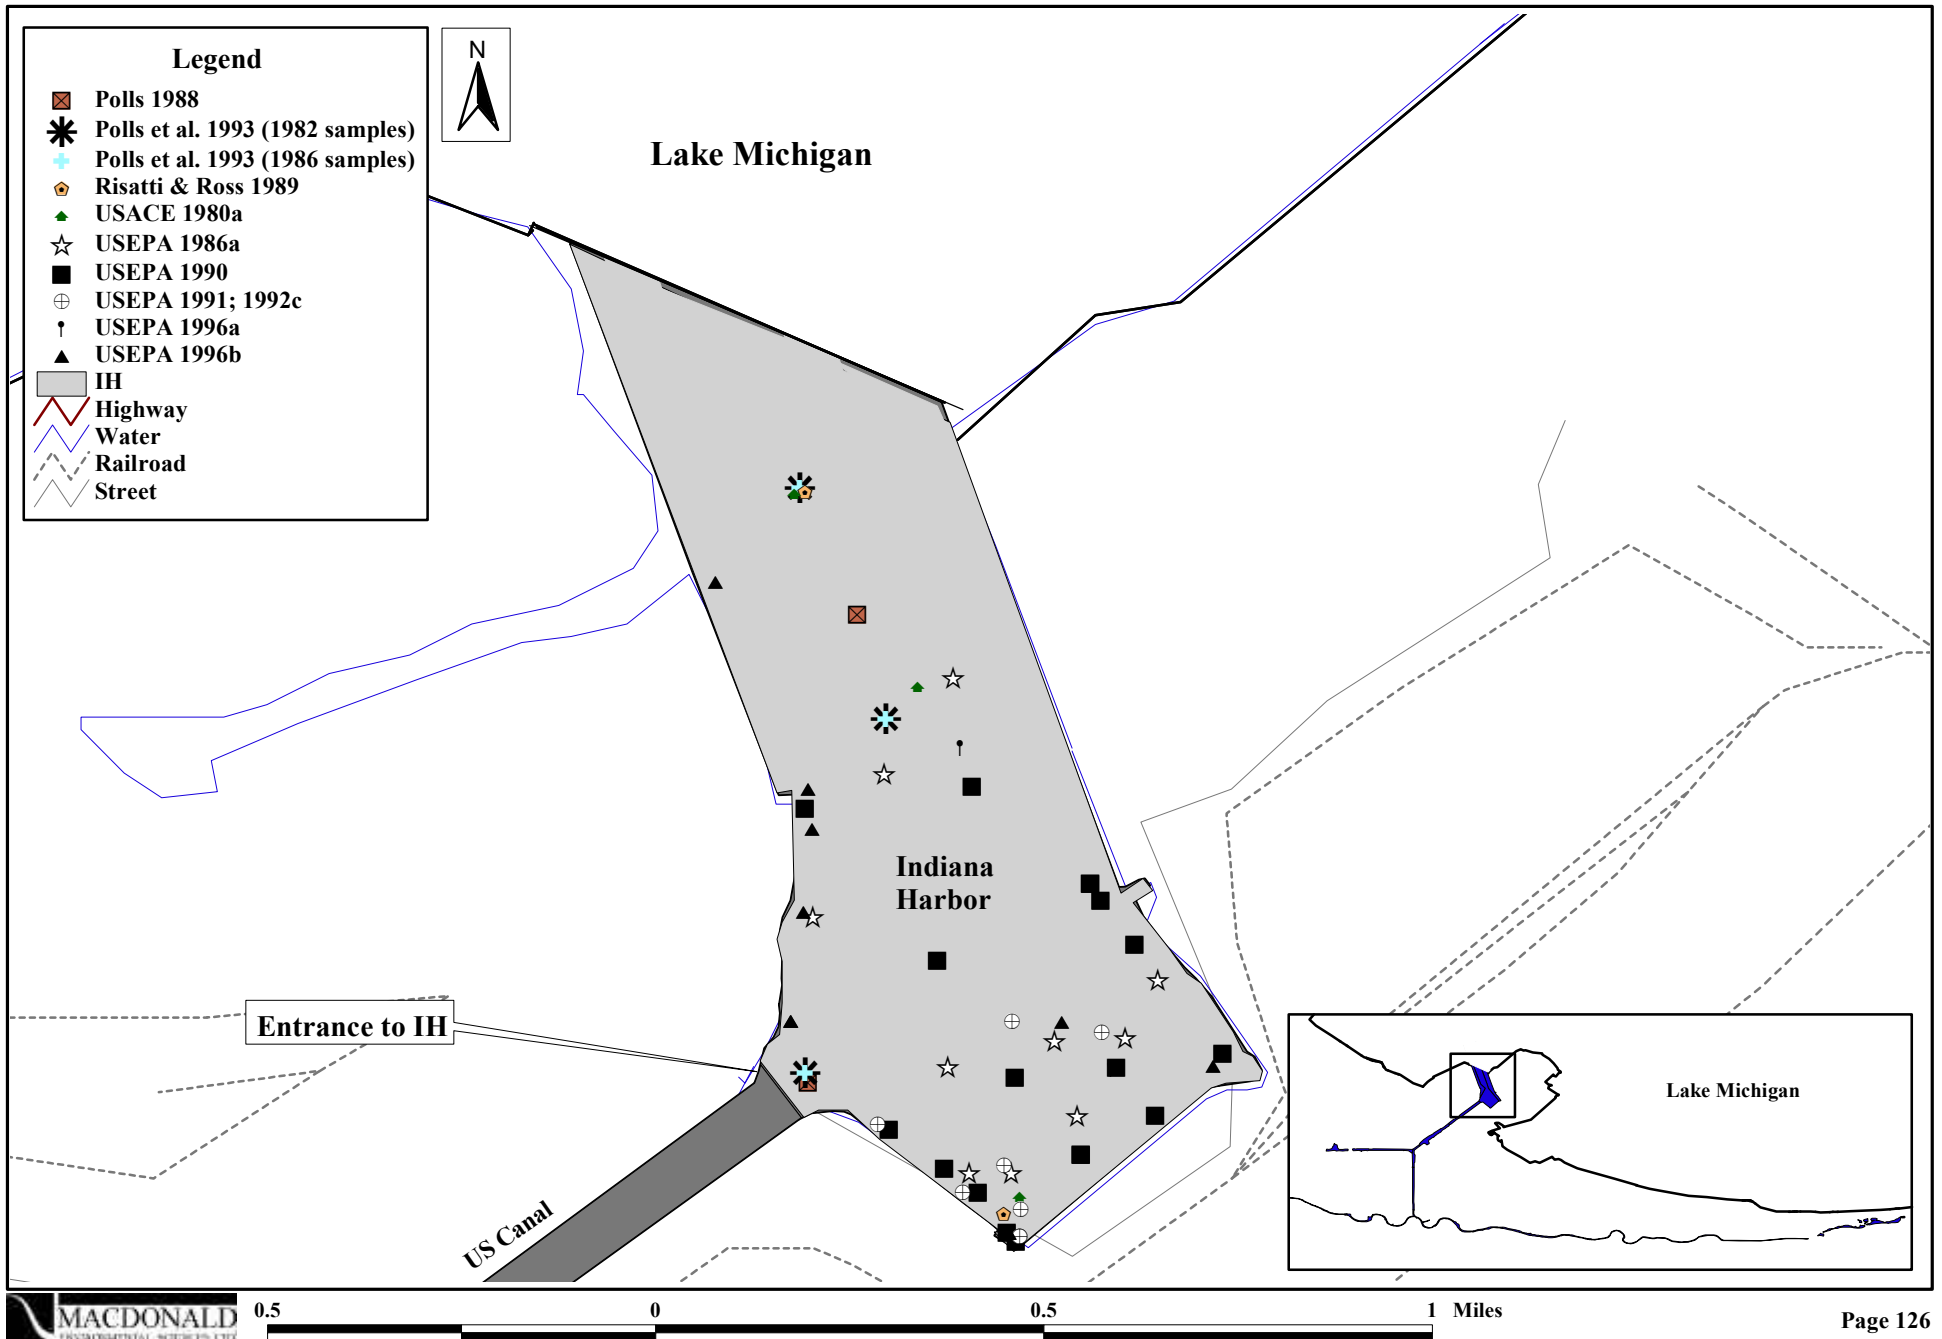 Legend
Polls 1988
Polls et al. 1993 (1982 samples)
Polls et al. 1993 (1986 samples)
Risatti & Ross 1989
USACE 1980a
USEPA 1986a
USEPA 1990
USEPA 1991; 1992c
USEPA 1996a
USEPA 1996b
IH
Highway
Water
Railroad
Street
N
Lake Michigan
Indiana
Harbor
Entrance to IH
US Canal
Lake Michigan
MACDONALD
0.5 0 0.5 1 Miles
Page 126